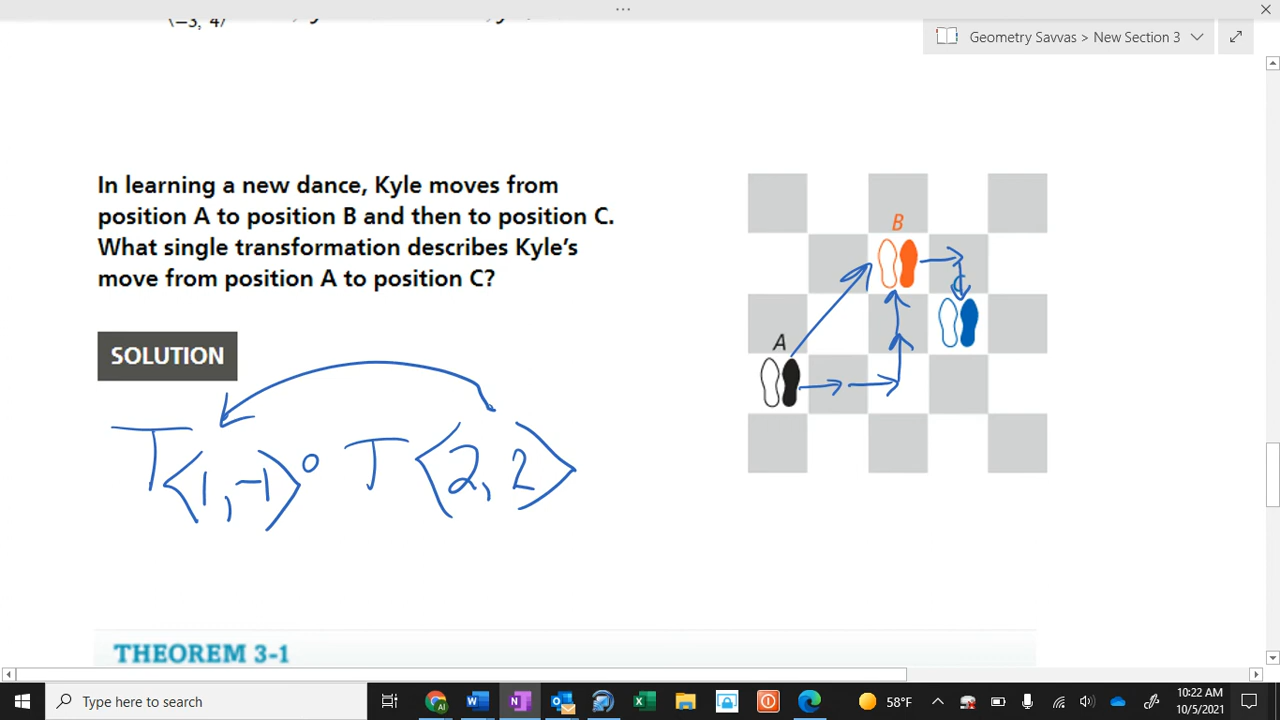 ⟨−3, 4⟩
Geometry Savvas > New Section 3
In learning a new dance, Kyle moves from
position A to position B and then to position C.
What single transformation describes Kyle's
move from position A to position C?
B
C
A
SOLUTION
T⟨1, -1⟩ ∘ T⟨2, 2⟩
THEOREM 3-1
Type here to search
58°F
10:22 AM
10/5/2021